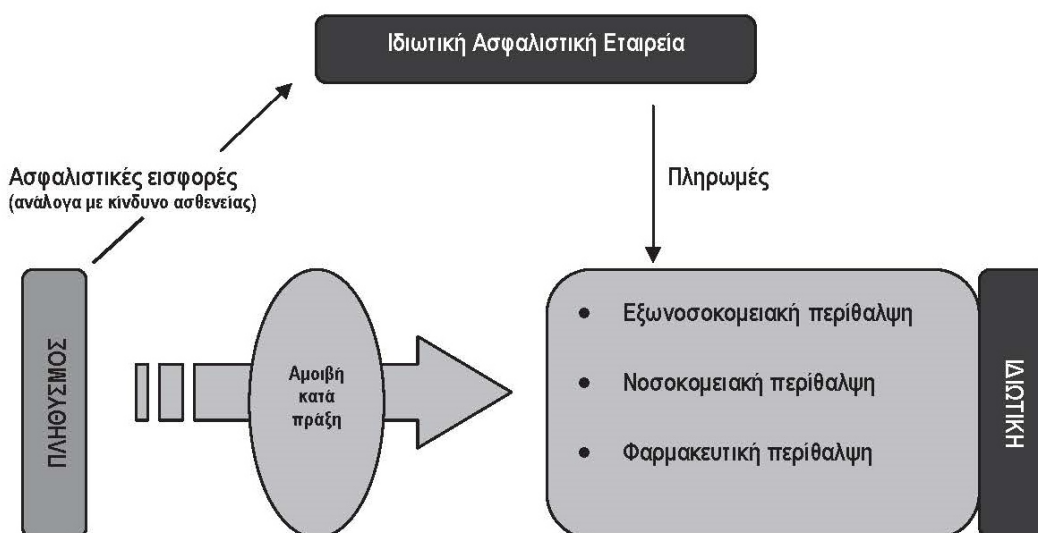 Ιδιωτική Ασφαλιστική Εταιρεία
Ασφαλιστικές εισφορές
(ανάλογα με κίνδυνο ασθενείας)
Πληρωμές
ΠΛΗΘΥΣΜΟΣ
Αμοιβή
κατά
πράξη
• Εξωνοσοκομειακή περίθαλψη
• Νοσοκομειακή περίθαλψη
• Φαρμακευτική περίθαλψη
ΙΔΙΩΤΙΚΗ